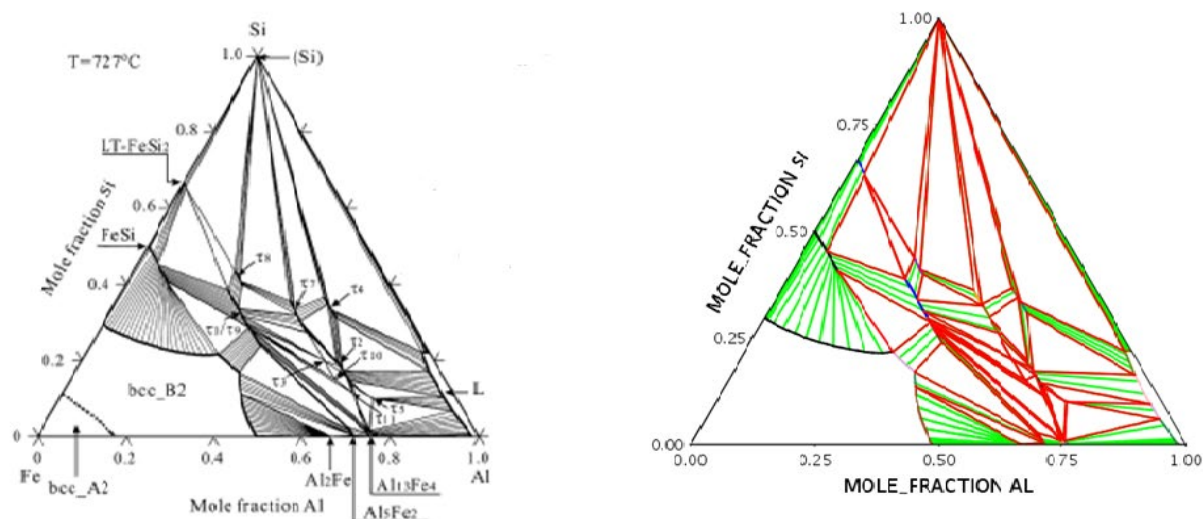 Si
T=727°C
1.0
(Si)
0.8
LT-FeSi2
0.6
Mole fraction Si
FeSi
0.4
τ8
τ7
τ4
τ1/τ9
τ2
τ10
0.2
τ3
bcc_B2
L
τ5
τ11
0
0
0.2
0.4
0.6
0.8
1.0
Fe
bcc_A2
Al2Fe
Al13Fe4
Al
Mole fraction Al
Al5Fe2
1.00
0.75
MOLE_FRACTION SI
0.50
0.25
0.00
0.00
0.25
0.50
0.75
1.00
MOLE_FRACTION AL